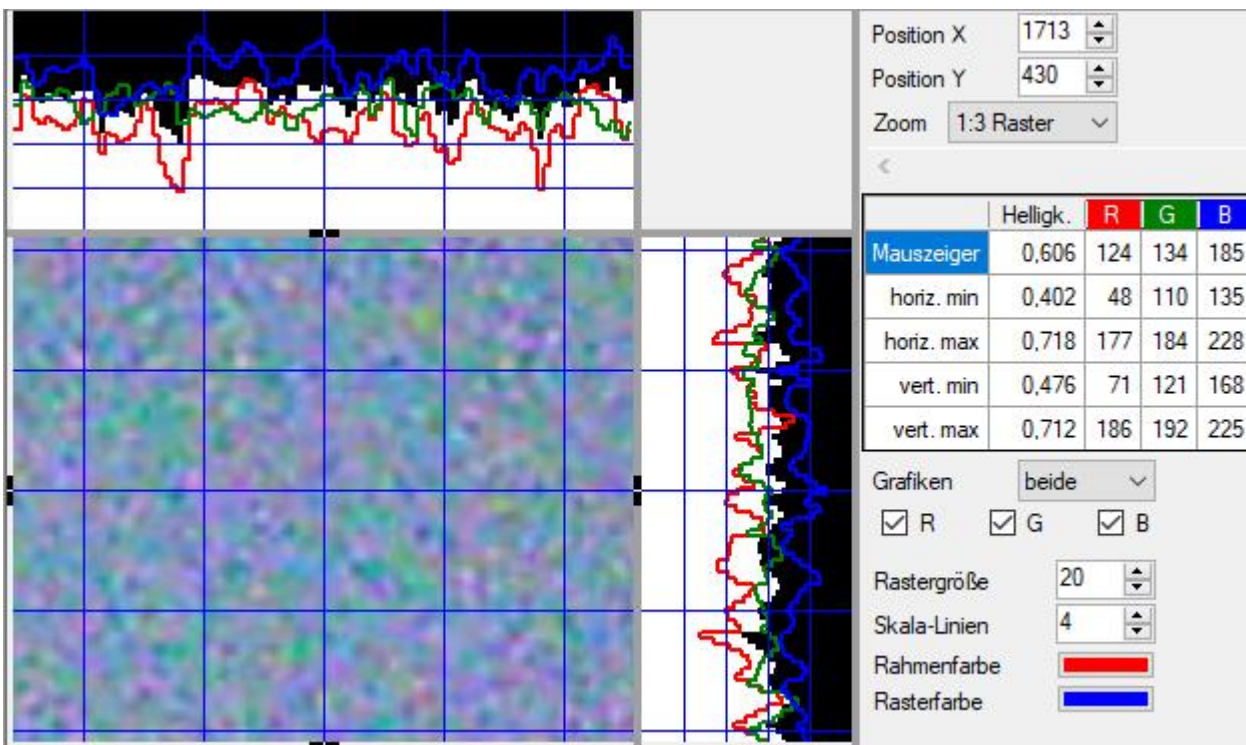 Position X 1713
Position Y 430
Zoom 1:3 Raster
Helligk. R G B
Mauszeiger 0,606 124 134 185
horiz. min 0,402 48 110 135
horiz. max 0,718 177 184 228
vert. min 0,476 71 121 168
vert. max 0,712 186 192 225
Grafiken beide
R G B
Rastergröße 20
Skala-Linien 4
Rahmenfarbe
Rasterfarbe